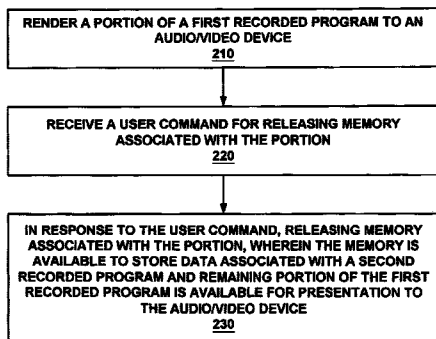 RENDER A PORTION OF A FIRST RECORDED PROGRAM TO AN
AUDIO/VIDEO DEVICE
210
RECEIVE A USER COMMAND FOR RELEASING MEMORY
ASSOCIATED WITH THE PORTION
220
IN RESPONSE TO THE USER COMMAND, RELEASING MEMORY
ASSOCIATED WITH THE PORTION, WHEREIN THE MEMORY IS
AVAILABLE TO STORE DATA ASSOCIATED WITH A SECOND
RECORDED PROGRAM AND REMAINING PORTION OF THE FIRST
RECORDED PROGRAM IS AVAILABLE FOR PRESENTATION TO
THE AUDIO/VIDEO DEVICE
230